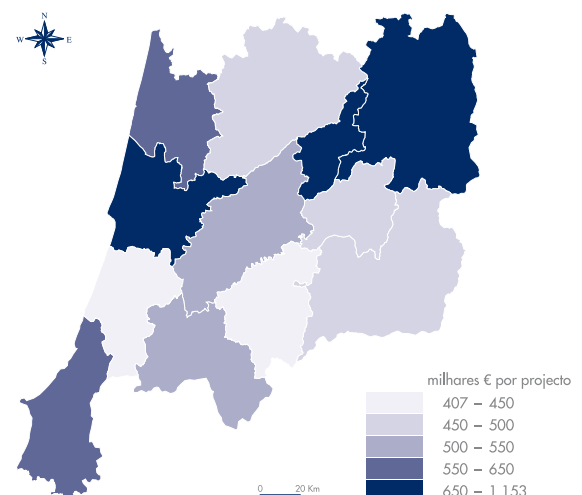 N
W E
S
milhares € por projecto
407 – 450
450 – 500
500 – 550
550 – 650
650 – 1 153
0 20 Km